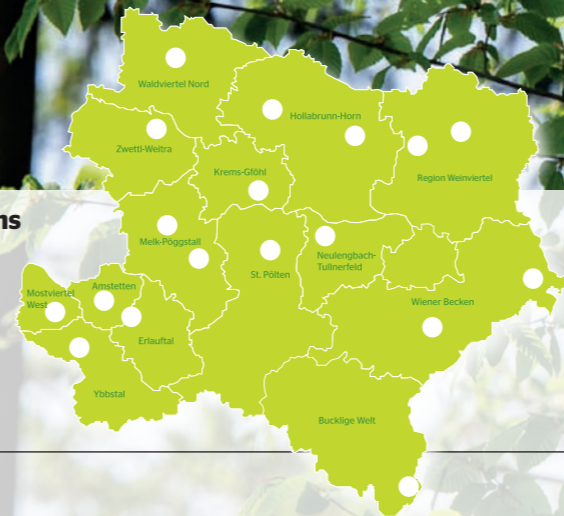 Waldviertel Nord
Hollabrunn-Horn
Zwettl-Weitra
Krems-Gföhl
Region Weinviertel
ns
Melk-Pöggstall
Neulengbach-
Tullnerfeld
St. Pölten
Mostviertel
West
Amstetten
Wiener Becken
Erlauftal
Ybbstal
Bucklige Welt